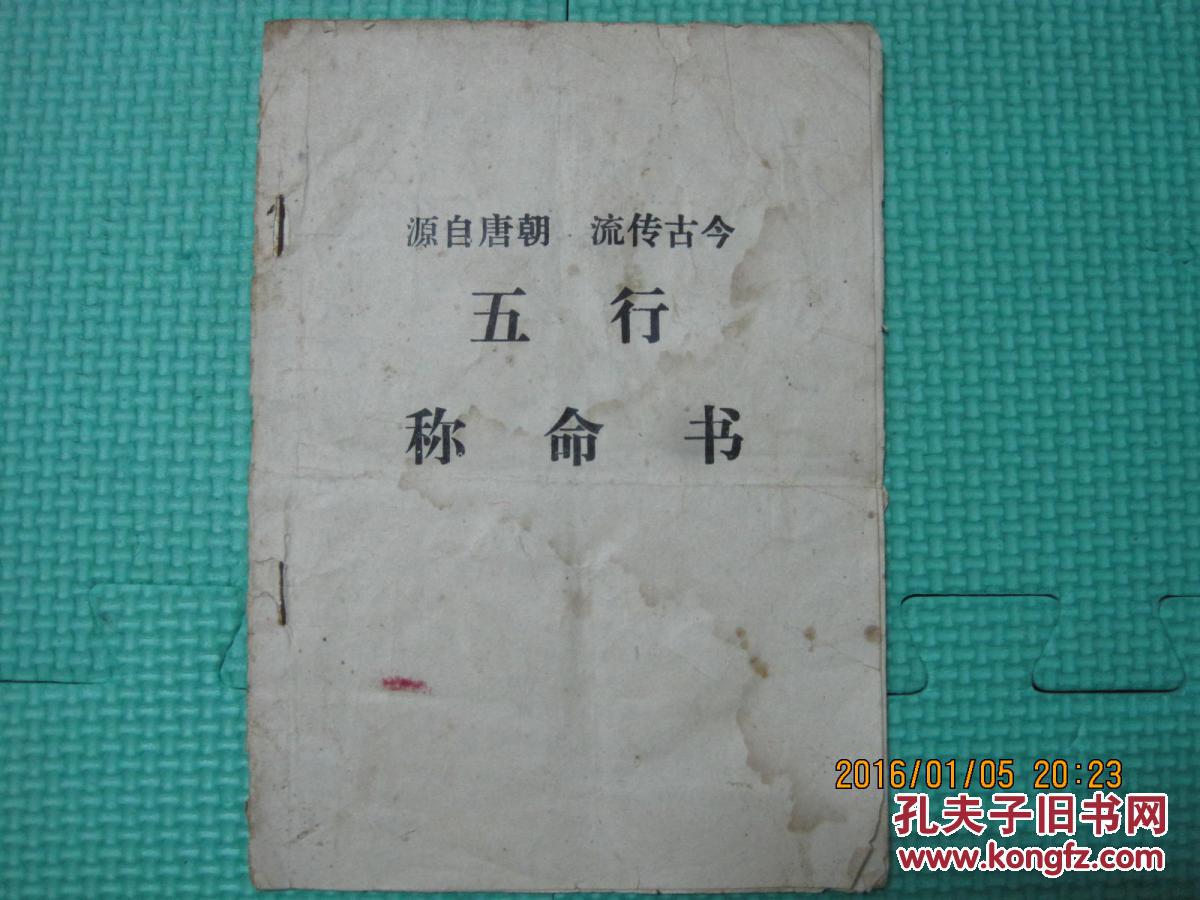 源自唐朝 流传古今
五行
称命书
2016/01/05 20:23
孔夫子旧书网
www.kongfz.com